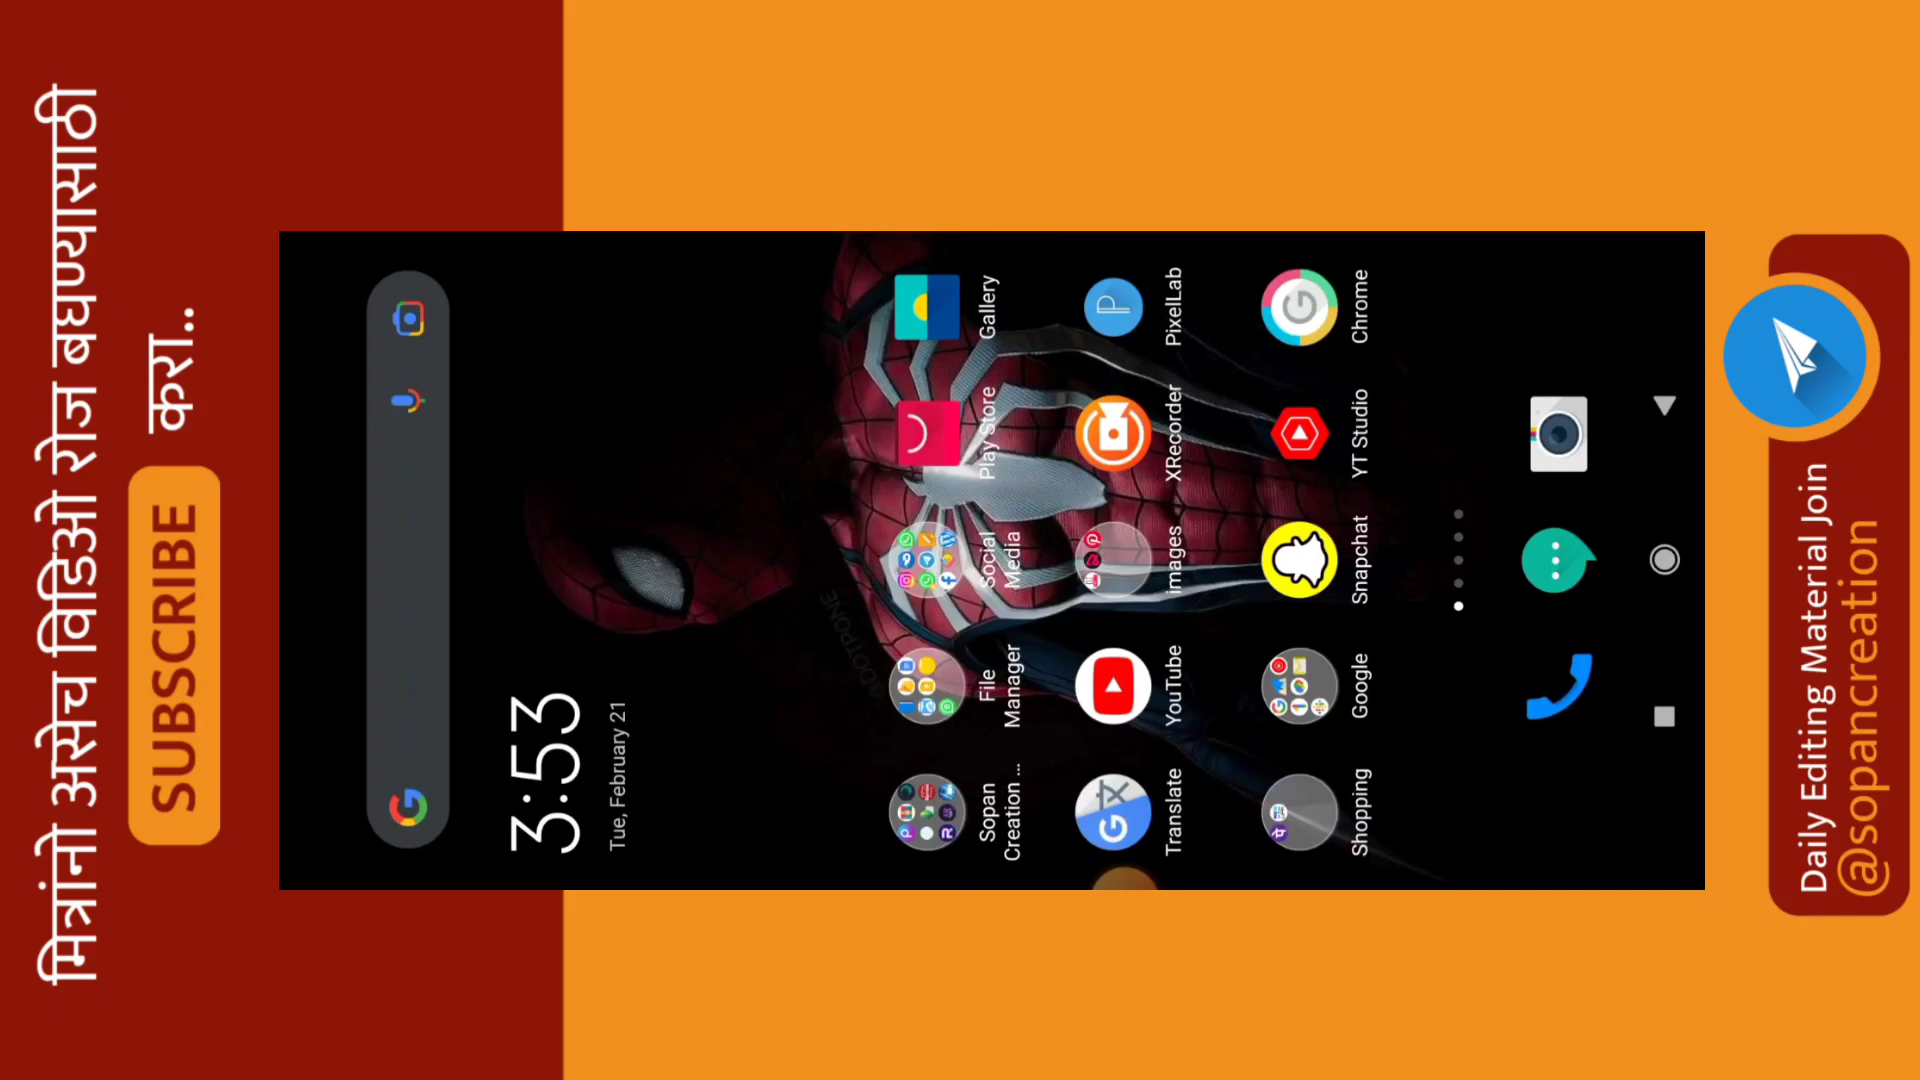 मित्रांनो असेच विडिओ रोज बघण्यासाठी
SUBSCRIBE करा..
3:53
Tue, February 21
Sopan Creation ...
File Manager
Social Media
Play Store
Gallery
Translate
YouTube
images
XRecorder
PixelLab
Shopping
Google
Snapchat
YT Studio
Chrome
Daily Editing Material Join
@sopancreation